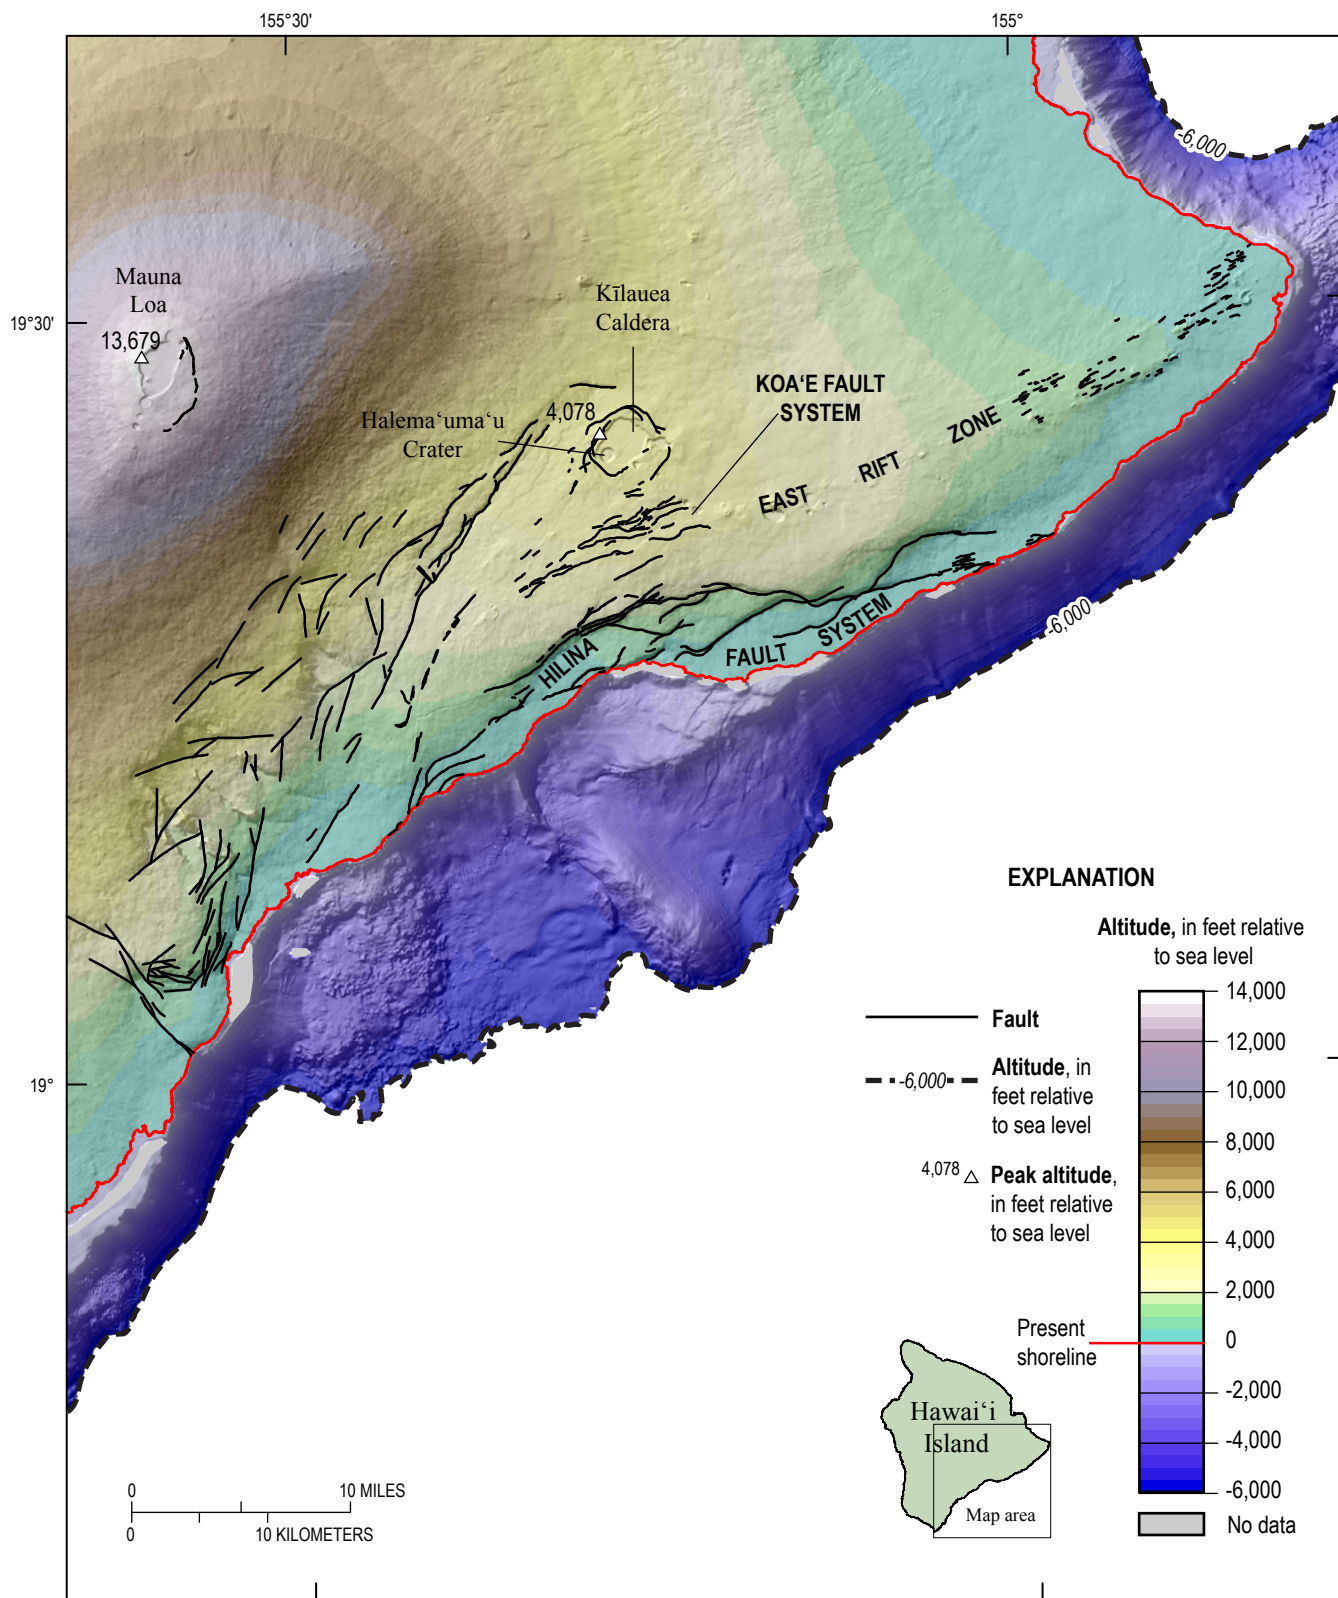 155°30'
155°
-6,000
Mauna
Loa
Kīlauea
Caldera
19°30'
13,679
KOA‘E FAULT
SYSTEM
4,078
Halema‘uma‘u
Crater
EAST RIFT ZONE
-6,000
HILINA FAULT SYSTEM
EXPLANATION
Altitude, in feet relative
to sea level
14,000
12,000
10,000
8,000
6,000
4,000
2,000
0
-2,000
-4,000
-6,000
No data
Fault
-6,000
Altitude, in
feet relative
to sea level
19°
4,078
Peak altitude,
in feet relative
to sea level
Present
shoreline
Hawai‘i
Island
Map area
0 10 MILES
0 10 KILOMETERS